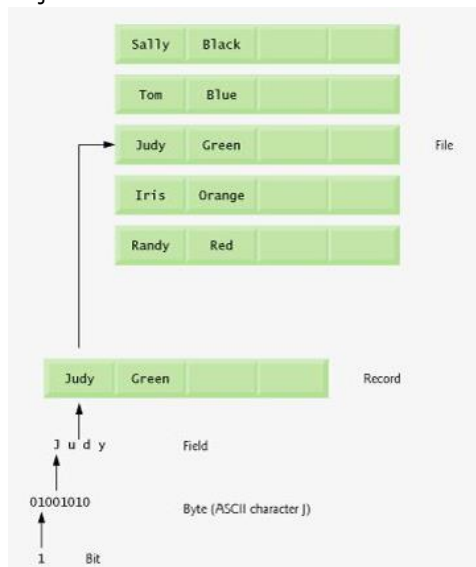 Sally Black
Tom Blue
Judy Green File
Iris Orange
Randy Red
Judy Green Record
J u d y Field
01001010 Byte (ASCII character J)
1 Bit